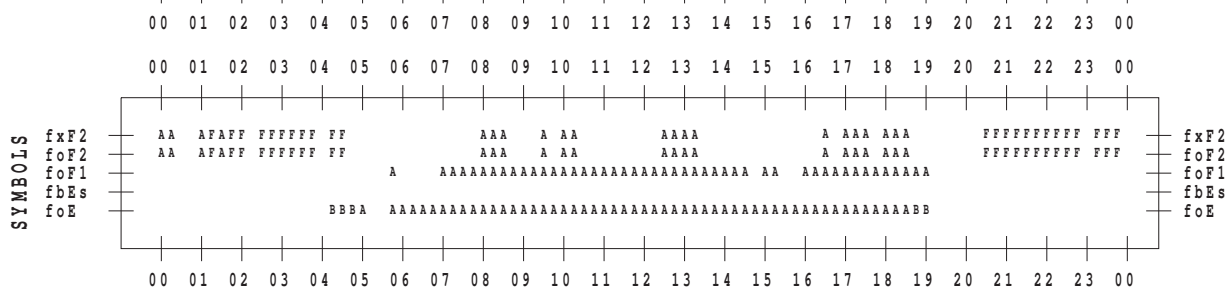 00 01 02 03 04 05 06 07 08 09 10 11 12 13 14 15 16 17 18 19 20 21 22 23 00
00 01 02 03 04 05 06 07 08 09 10 11 12 13 14 15 16 17 18 19 20 21 22 23 00
SYMBOLS
fxF2 AA AFAFF FFFFFF FF AAA A AA AAAA A AAA AAA FFFFFFFFFF FFF fxF2
foF2 AA AFAFF FFFFFF FF AAA A AA AAAA A AAA AAA FFFFFFFFFF FFF foF2
foF1 A AAAAAAAAAAAAAAAAAAAAAAAAAAAAAAA AA AAAAAAAAAAAAA foF1
fbEs fbEs
foE BBBA AAAAAAAAAAAAAAAAAAAAAAAAAAAAAAAAAAAAAAAAAAAAAAAAAAAABB foE
00 01 02 03 04 05 06 07 08 09 10 11 12 13 14 15 16 17 18 19 20 21 22 23 00